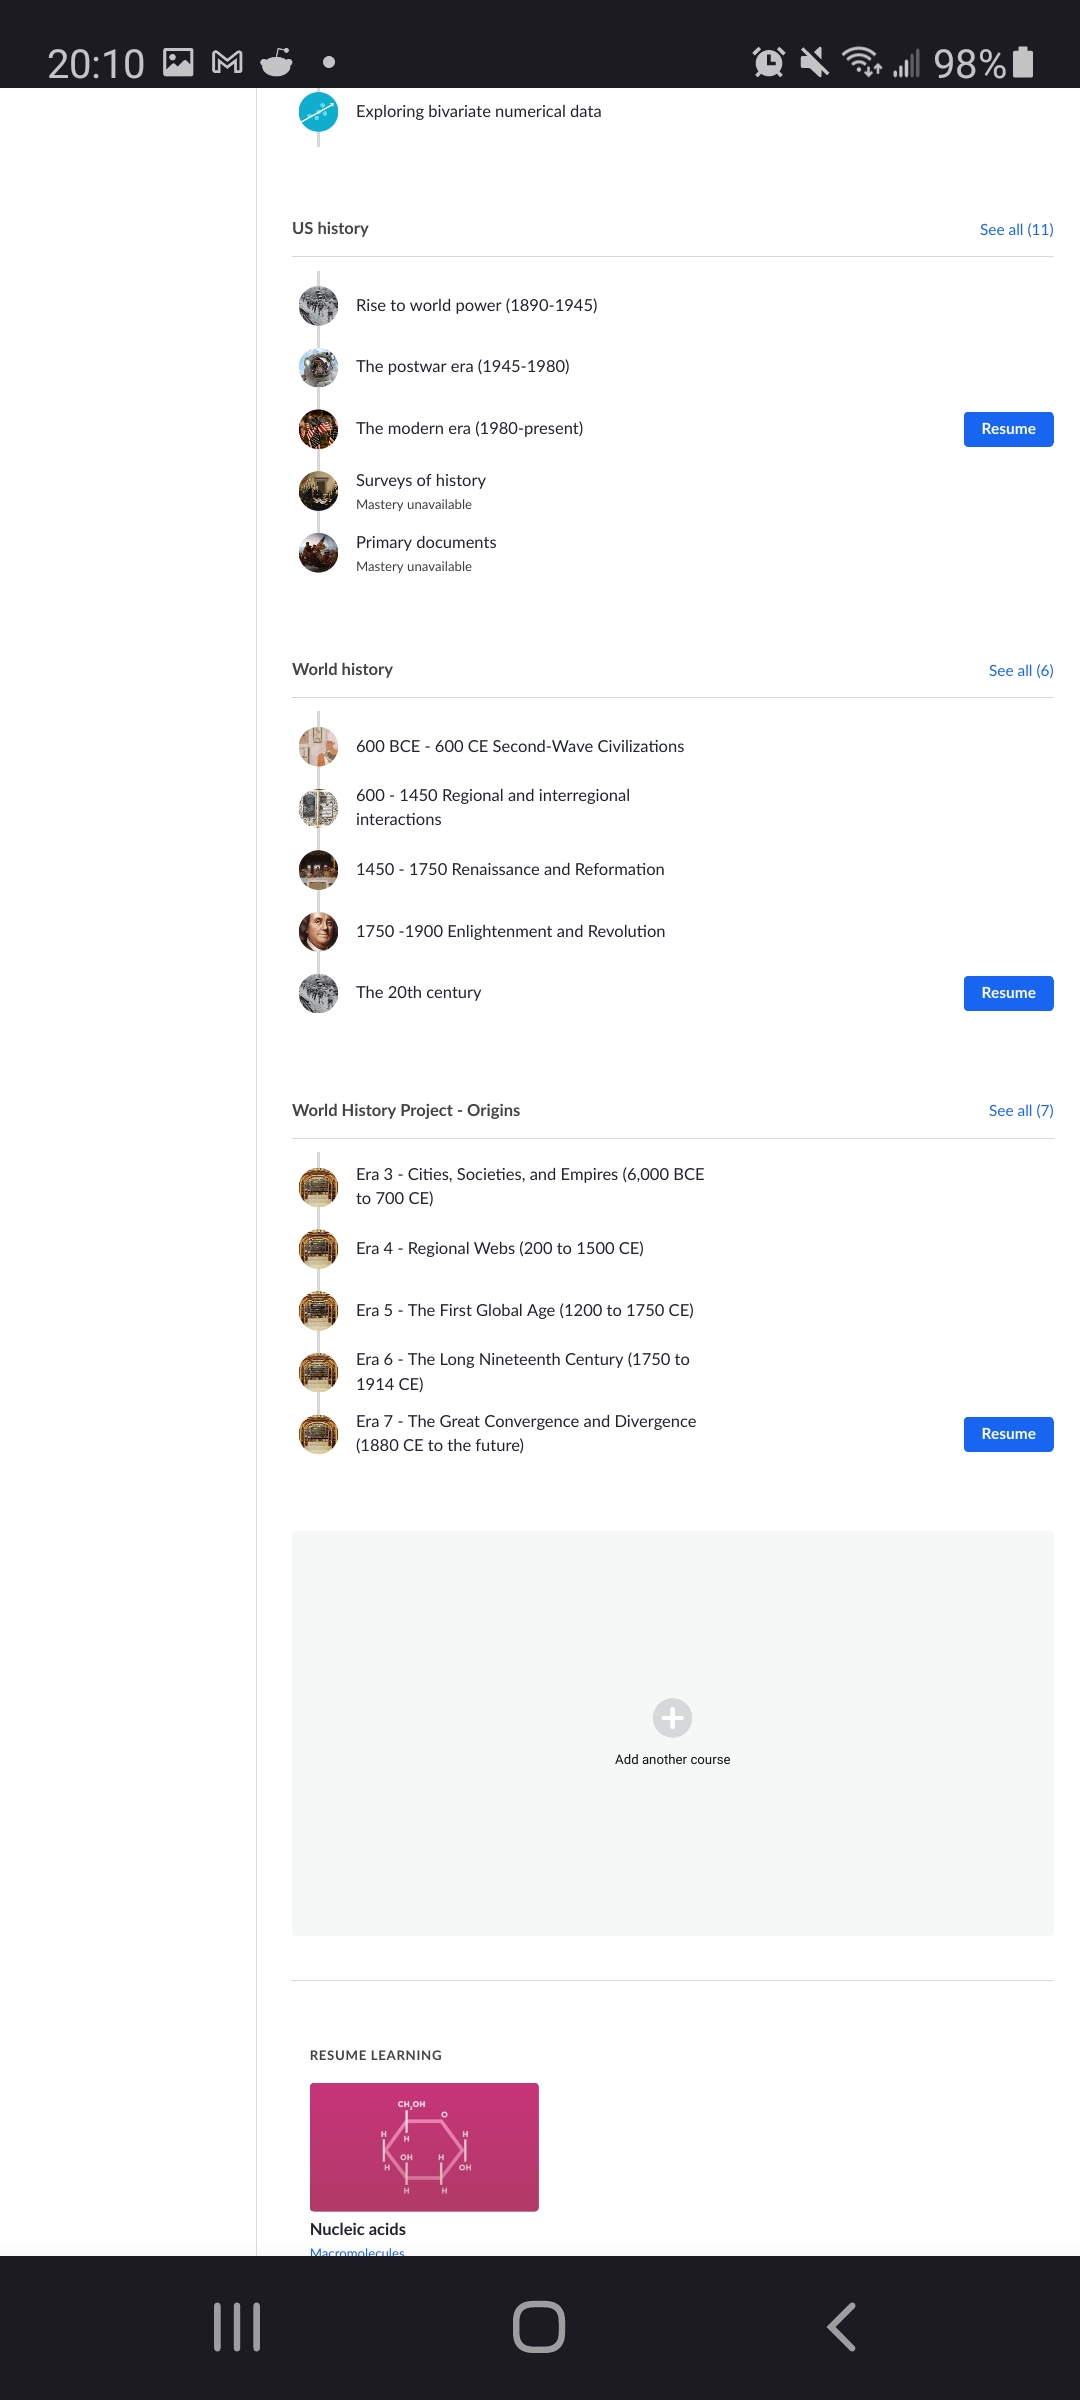 20:10
98%
Exploring bivariate numerical data
US history
See all (11)
Rise to world power (1890-1945)
The postwar era (1945-1980)
The modern era (1980-present)
Resume
Surveys of history
Mastery unavailable
Primary documents
Mastery unavailable
World history
See all (6)
600 BCE - 600 CE Second-Wave Civilizations
600 - 1450 Regional and interregional
interactions
1450 - 1750 Renaissance and Reformation
1750 -1900 Enlightenment and Revolution
The 20th century
Resume
World History Project - Origins
See all (7)
Era 3 - Cities, Societies, and Empires (6,000 BCE
to 700 CE)
Era 4 - Regional Webs (200 to 1500 CE)
Era 5 - The First Global Age (1200 to 1750 CE)
Era 6 - The Long Nineteenth Century (1750 to
1914 CE)
Era 7 - The Great Convergence and Divergence
(1880 CE to the future)
Resume
Add another course
RESUME LEARNING
CH2OH
O
H
H
H
OH
H
H
OH
H
H
Nucleic acids
Macromolecules